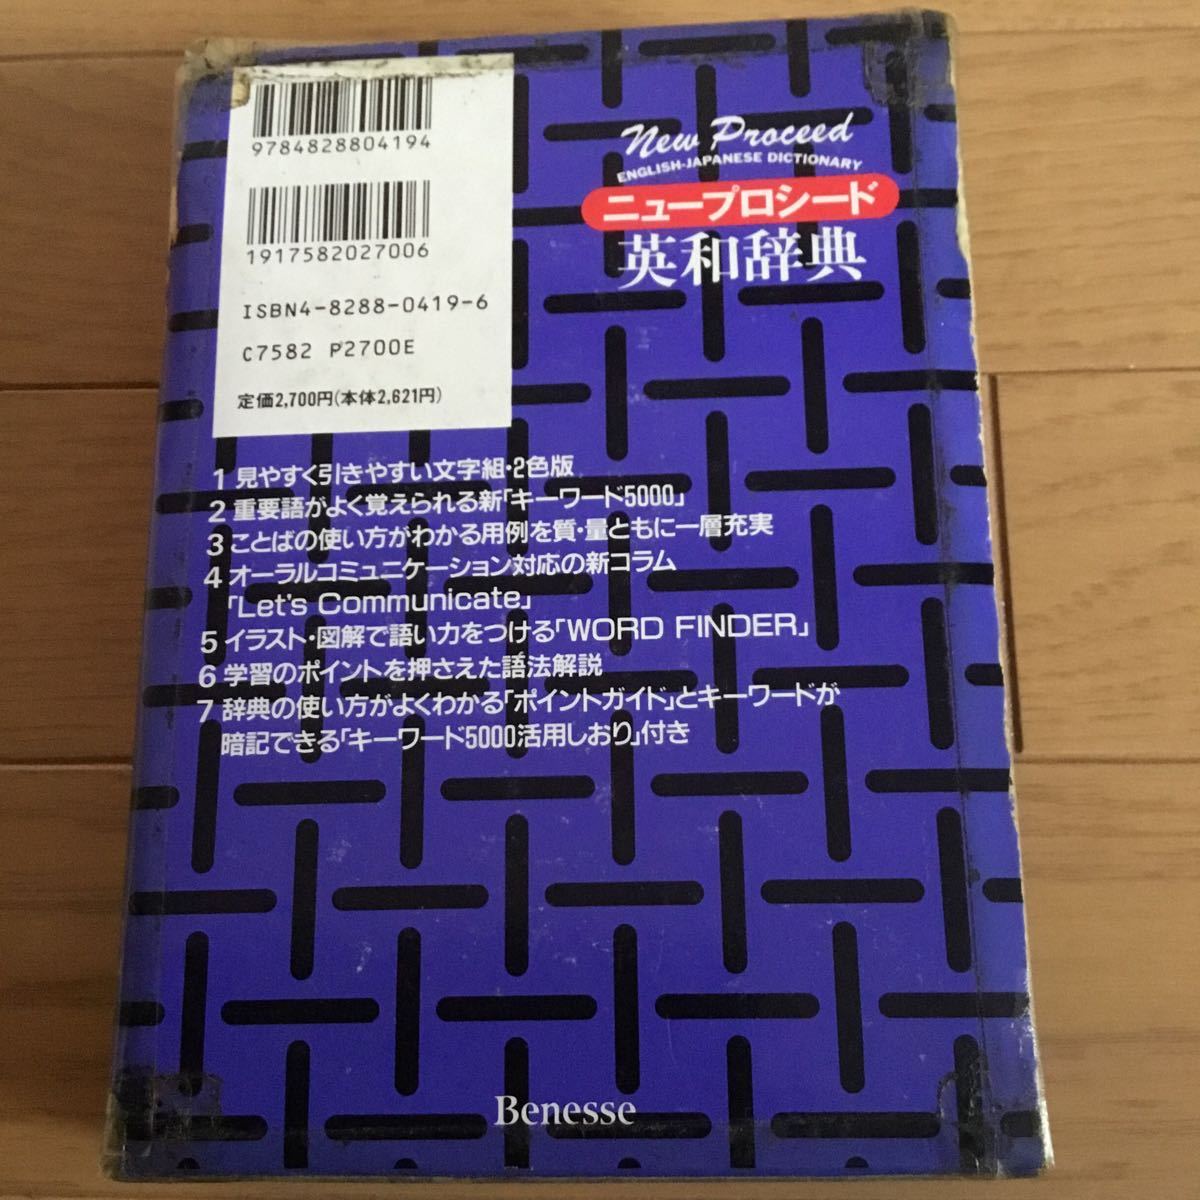 9784828804194
1917582027006
ISBN4-8288-0419-6
C7582 P2700E
定価2,700円(本体2,621円)
New Proceed
ENGLISH-JAPANESE DICTIONARY
ニュープロシード
英和辞典
1 見やすく引きやすい文字組・2色版
2 重要語がよく覚えられる新「キーワード5000」
3 ことばの使い方がわかる用例を質・量ともに一層充実
4 オーラルコミュニケーション対応の新コラム
「Let's Communicate」
5 イラスト・図解で語い力をつける「WORD FINDER」
6 学習のポイントを押さえた語法解説
7 辞典の使い方がよくわかる「ポイントガイド」とキーワードが
暗記できる「キーワード5000活用しおり」付き
Benesse